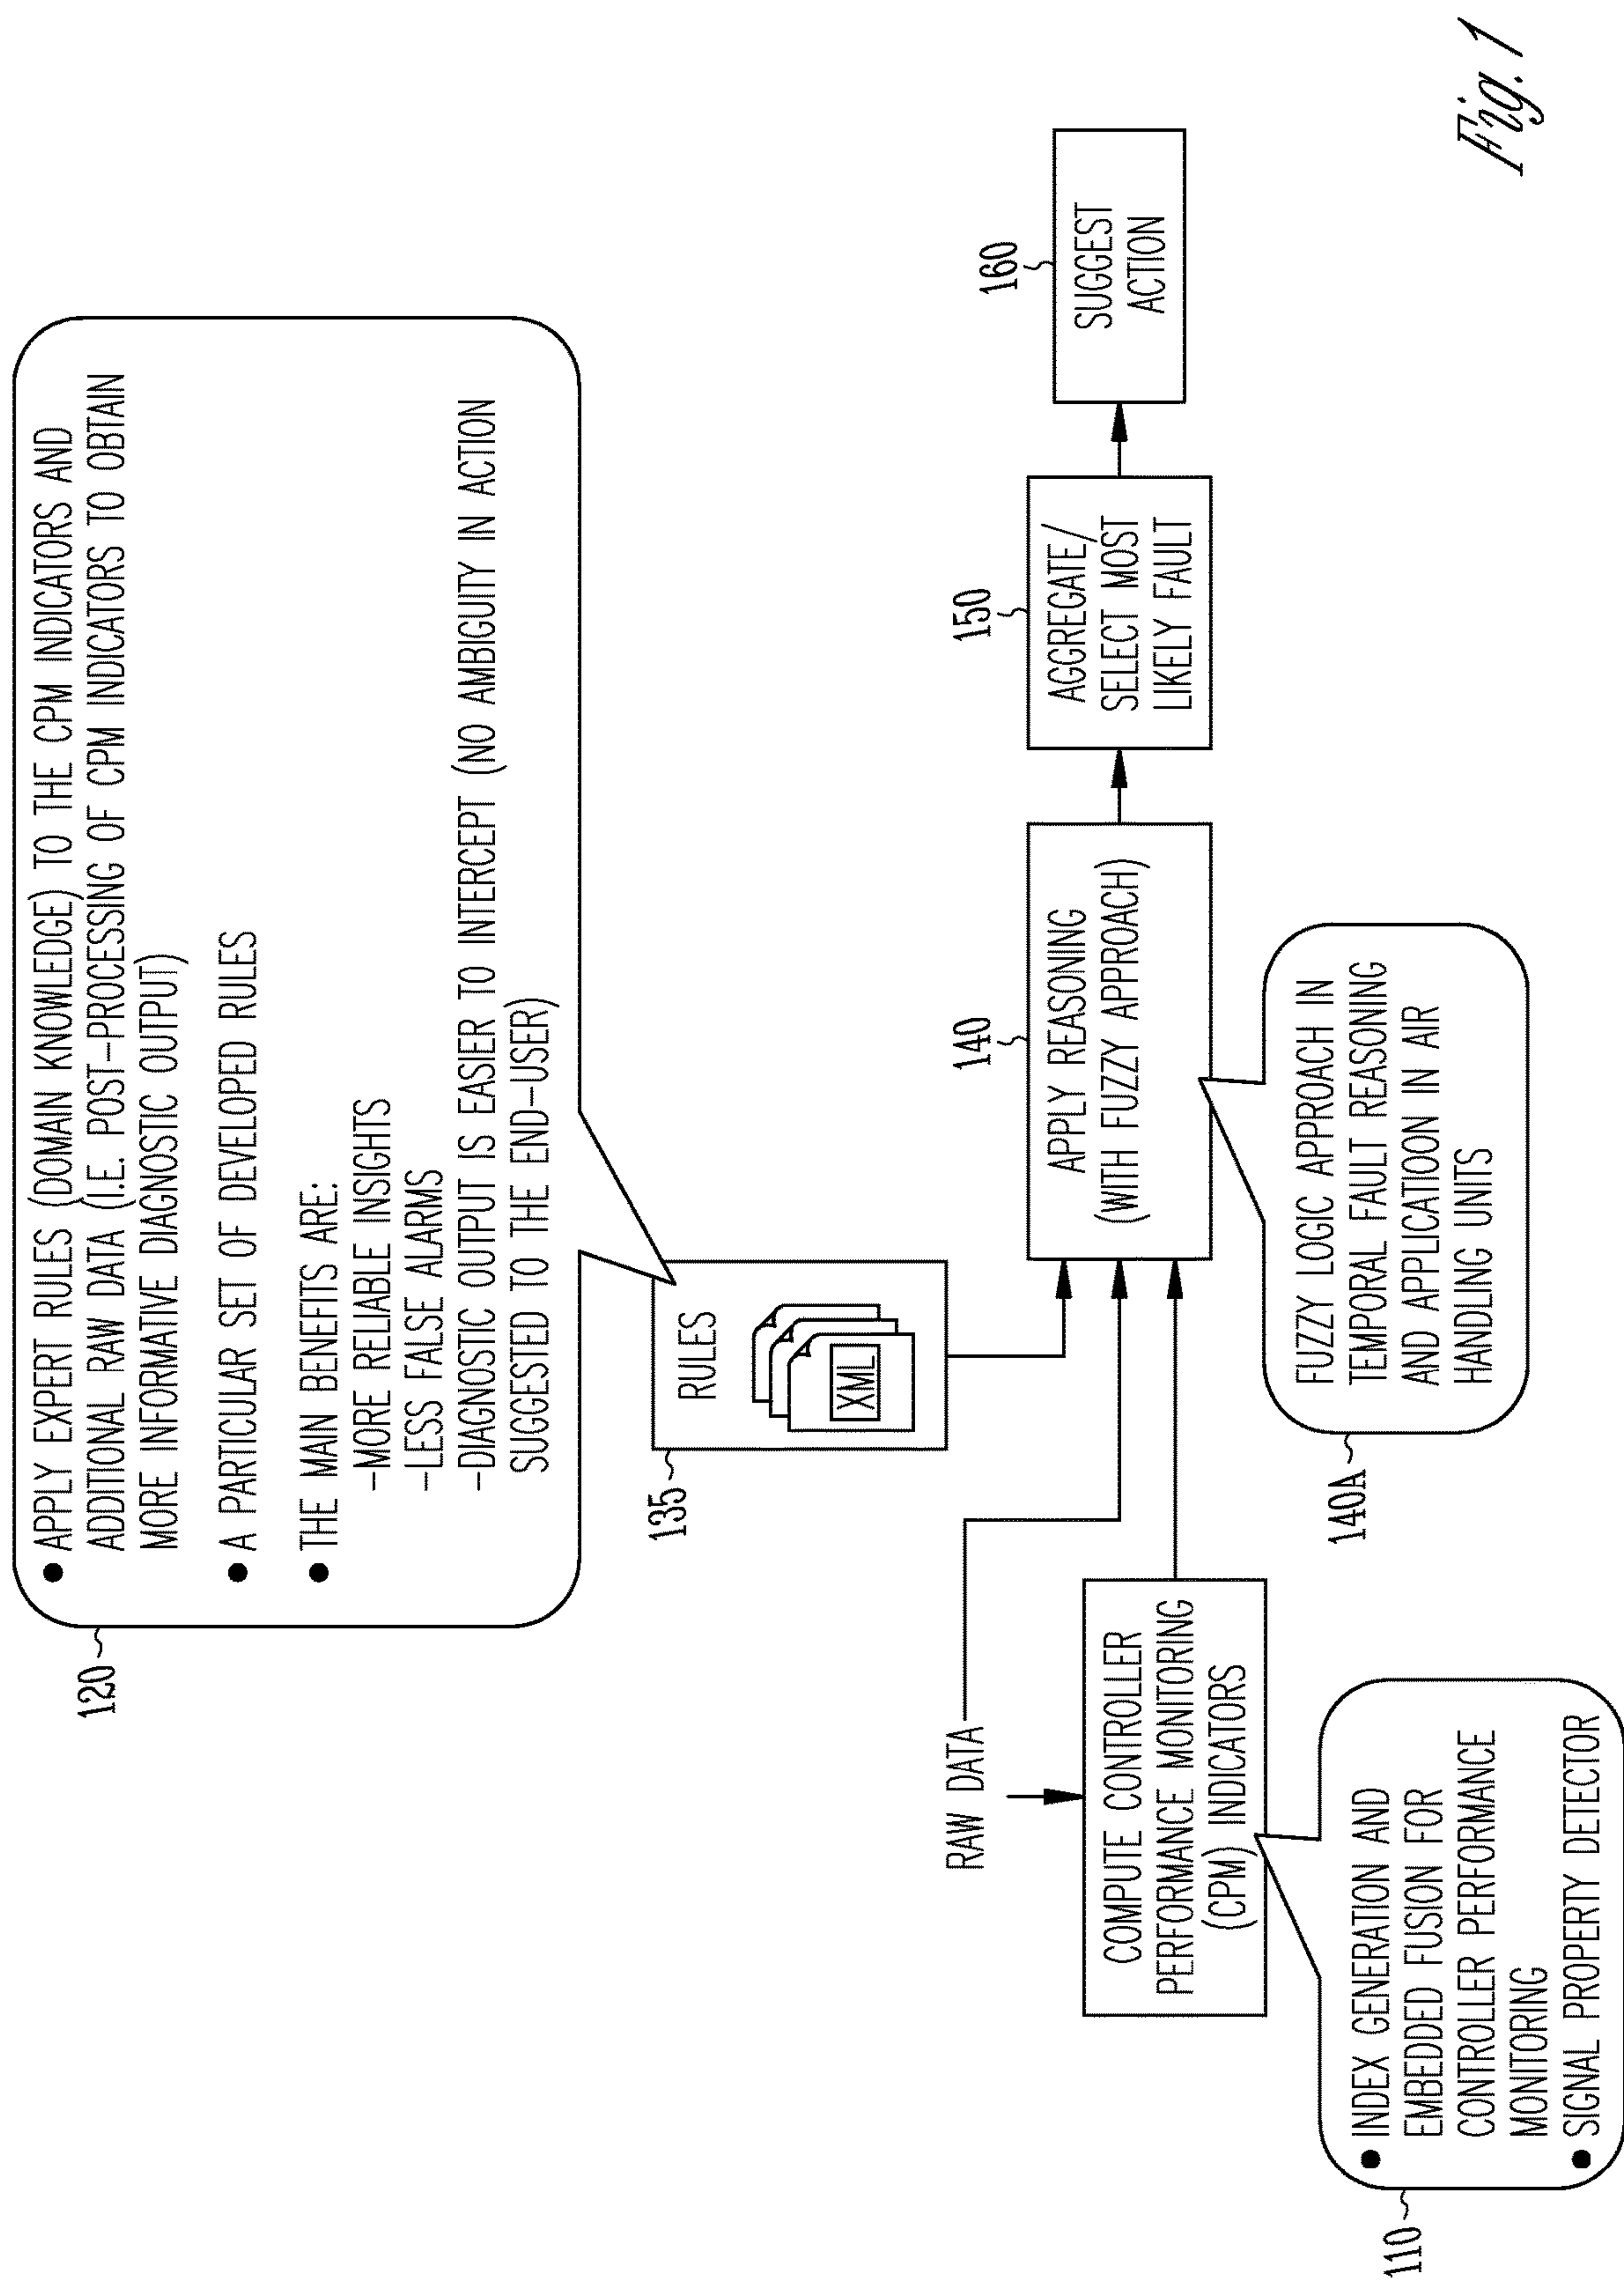 120
● APPLY EXPERT RULES (DOMAIN KNOWLEDGE) TO THE CPM INDICATORS AND
ADDITIONAL RAW DATA (I.E. POST-PROCESSING OF CPM INDICATORS TO OBTAIN
MORE INFORMATIVE DIAGNOSTIC OUTPUT)
● A PARTICULAR SET OF DEVELOPED RULES
● THE MAIN BENEFITS ARE:
-MORE RELIABLE INSIGHTS
-LESS FALSE ALARMS
-DIAGNOSTIC OUTPUT IS EASIER TO INTERCEPT (NO AMBIGUITY IN ACTION
SUGGESTED TO THE END-USER)
135
RULES
XML
RAW DATA
COMPUTE CONTROLLER
PERFORMANCE MONITORING
(CPM) INDICATORS
110
● INDEX GENERATION AND
EMBEDDED FUSION FOR
CONTROLLER PERFORMANCE
MONITORING
● SIGNAL PROPERTY DETECTOR
140
APPLY REASONING
(WITH FUZZY APPROACH)
140A
FUZZY LOGIC APPROACH IN
TEMPORAL FAULT REASONING
AND APPLICATIOON IN AIR
HANDLING UNITS
150
AGGREGATE/
SELECT MOST
LIKELY FAULT
160
SUGGEST
ACTION
Fig. 1